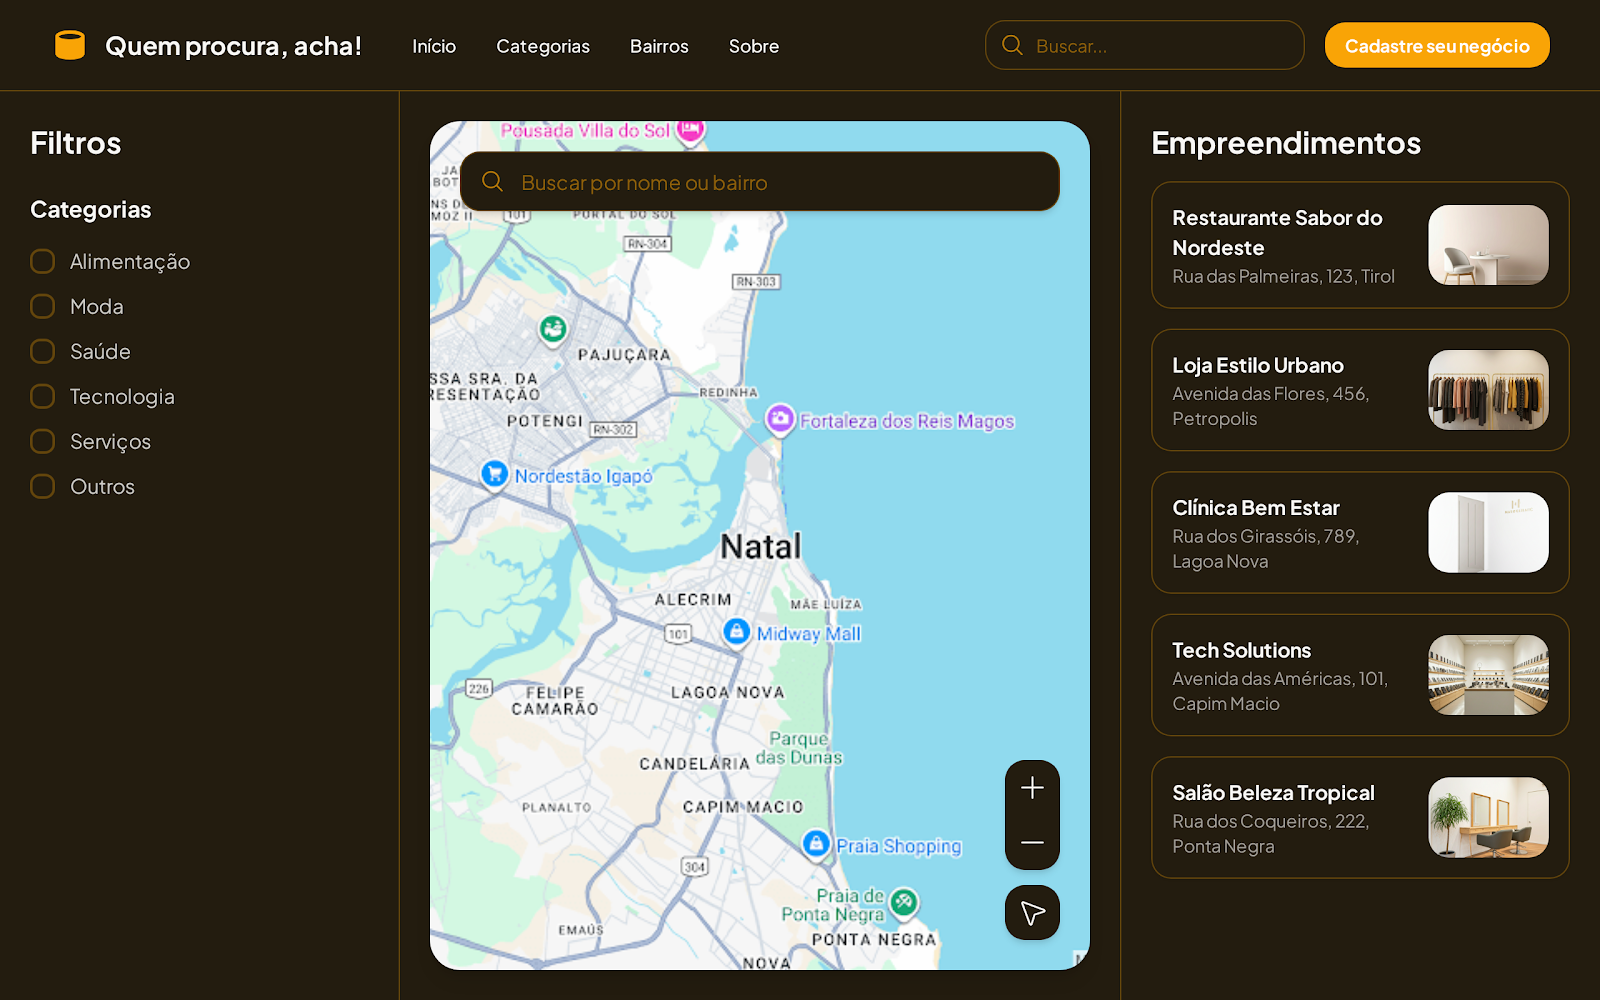 Quem procura, acha!
Início
Categorias
Bairros
Sobre
Buscar...
Cadastre seu negócio
Filtros
Categorias
Alimentação
Moda
Saúde
Tecnologia
Serviços
Outros
Pousada Villa do Sol
Buscar por nome ou bairro
MOZ II
101
PORTAL DO SOL
RN-304
RN-303
PAJUÇARA
SSA SRA. DA
RESENTAÇÃO
REDINHA
POTENGI
RN-302
Fortaleza dos Reis Magos
Nordestão Igapó
Natal
ALECRIM
MÃE LUÍZA
101
Midway Mall
226
FELIPE
CAMARÃO
LAGOA NOVA
Parque
das Dunas
CANDELÁRIA
PLANALTO
CAPIM MACIO
Praia Shopping
304
Praia de
Ponta Negra
EMAÚS
PONTA NEGRA
NOVA
Empreendimentos
Restaurante Sabor do
Nordeste
Rua das Palmeiras, 123, Tirol
Loja Estilo Urbano
Avenida das Flores, 456,
Petropolis
Clínica Bem Estar
Rua dos Girassóis, 789,
Lagoa Nova
Tech Solutions
Avenida das Américas, 101,
Capim Macio
Salão Beleza Tropical
Rua dos Coqueiros, 222,
Ponta Negra